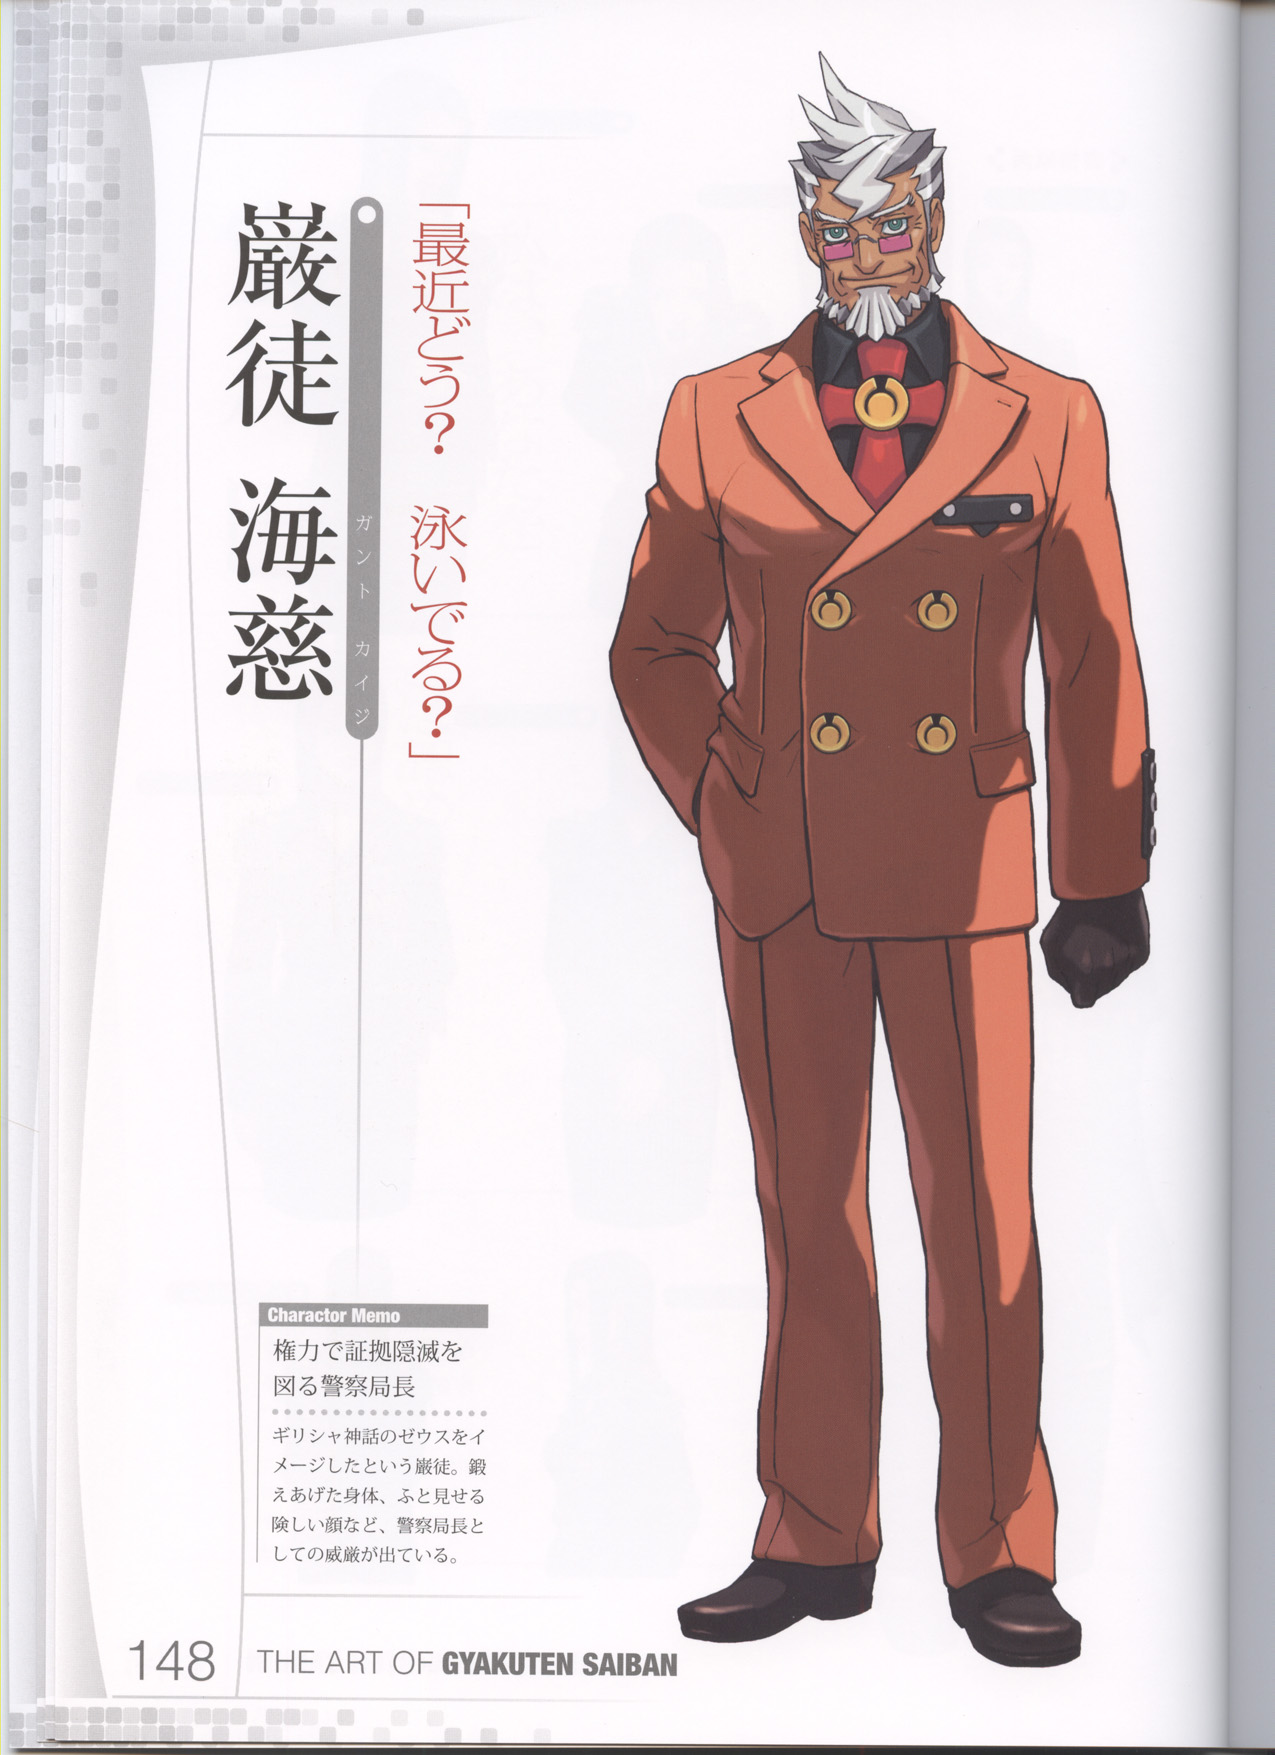 「最近どう？　泳いでる？」
巌徒 海慈
ガント カイジ
Charactor Memo
権力で証拠隠滅を
図る警察局長
ギリシャ神話のゼウスをイ
メージしたという巌徒。鍛
えあげた身体、ふと見せる
険しい顔など、警察局長と
しての威厳が出ている。
148 THE ART OF GYAKUTEN SAIBAN